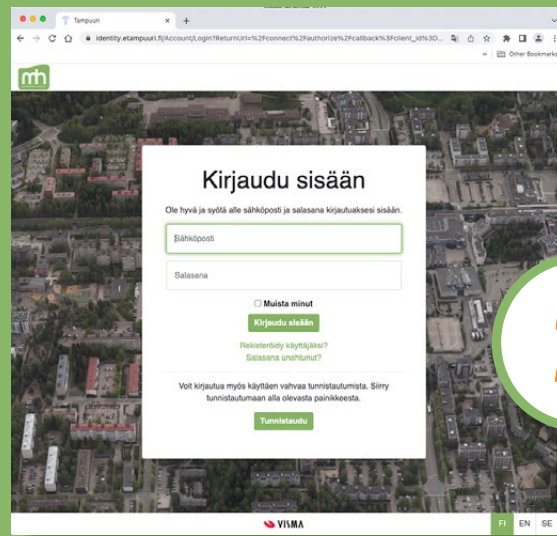 Tampuuri
identity.etampuuri.fi/Account/Login?ReturnUrl=%2Fconnect%2Fauthorize%2Fcallback%3Fclient_id%3D...
Other Bookmarks
mh
Kirjaudu sisään
Ole hyvä ja syötä alle sähköposti ja salasana kirjautuaksesi sisään.
Sähköposti
Salasana
Muista minut
Kirjaudu sisään
Rekisteröidy käyttäjäksi?
Salasana unohtunut?
Voit kirjautua myös käyttäen vahvaa tunnistautumista. Siirry
tunnistautumaan alla olevasta painikkeesta.
Tunnistaudu
VISMA
FI EN SE